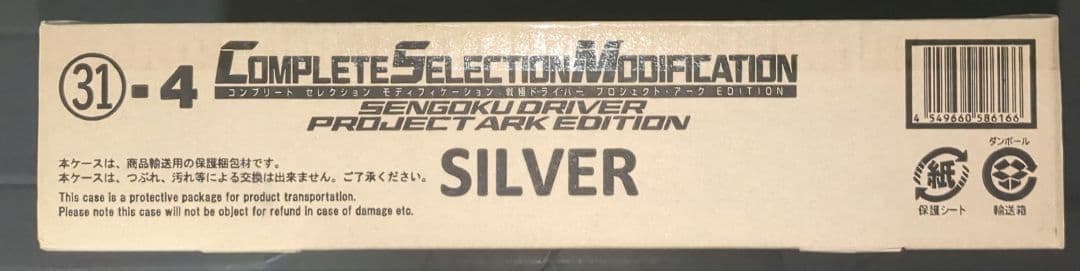 31-4
COMPLETE SELECTION MODIFICATION
コンプリート セレクション モディフィケーション 戦極ドライバー プロジェクト・アーク EDITION
SENGOKU DRIVER
PROJECT ARK EDITION
SILVER
本ケースは、商品輸送用の保護梱包材です。
本ケースは、つぶれ、汚れ等による交換は出来ません。ご了承ください。
This case is a protective package for product transportation.
Please note this case will not be object for refund in case of damage etc.
4 549660 586166
紙
保護シート
ダンボール
輸送箱